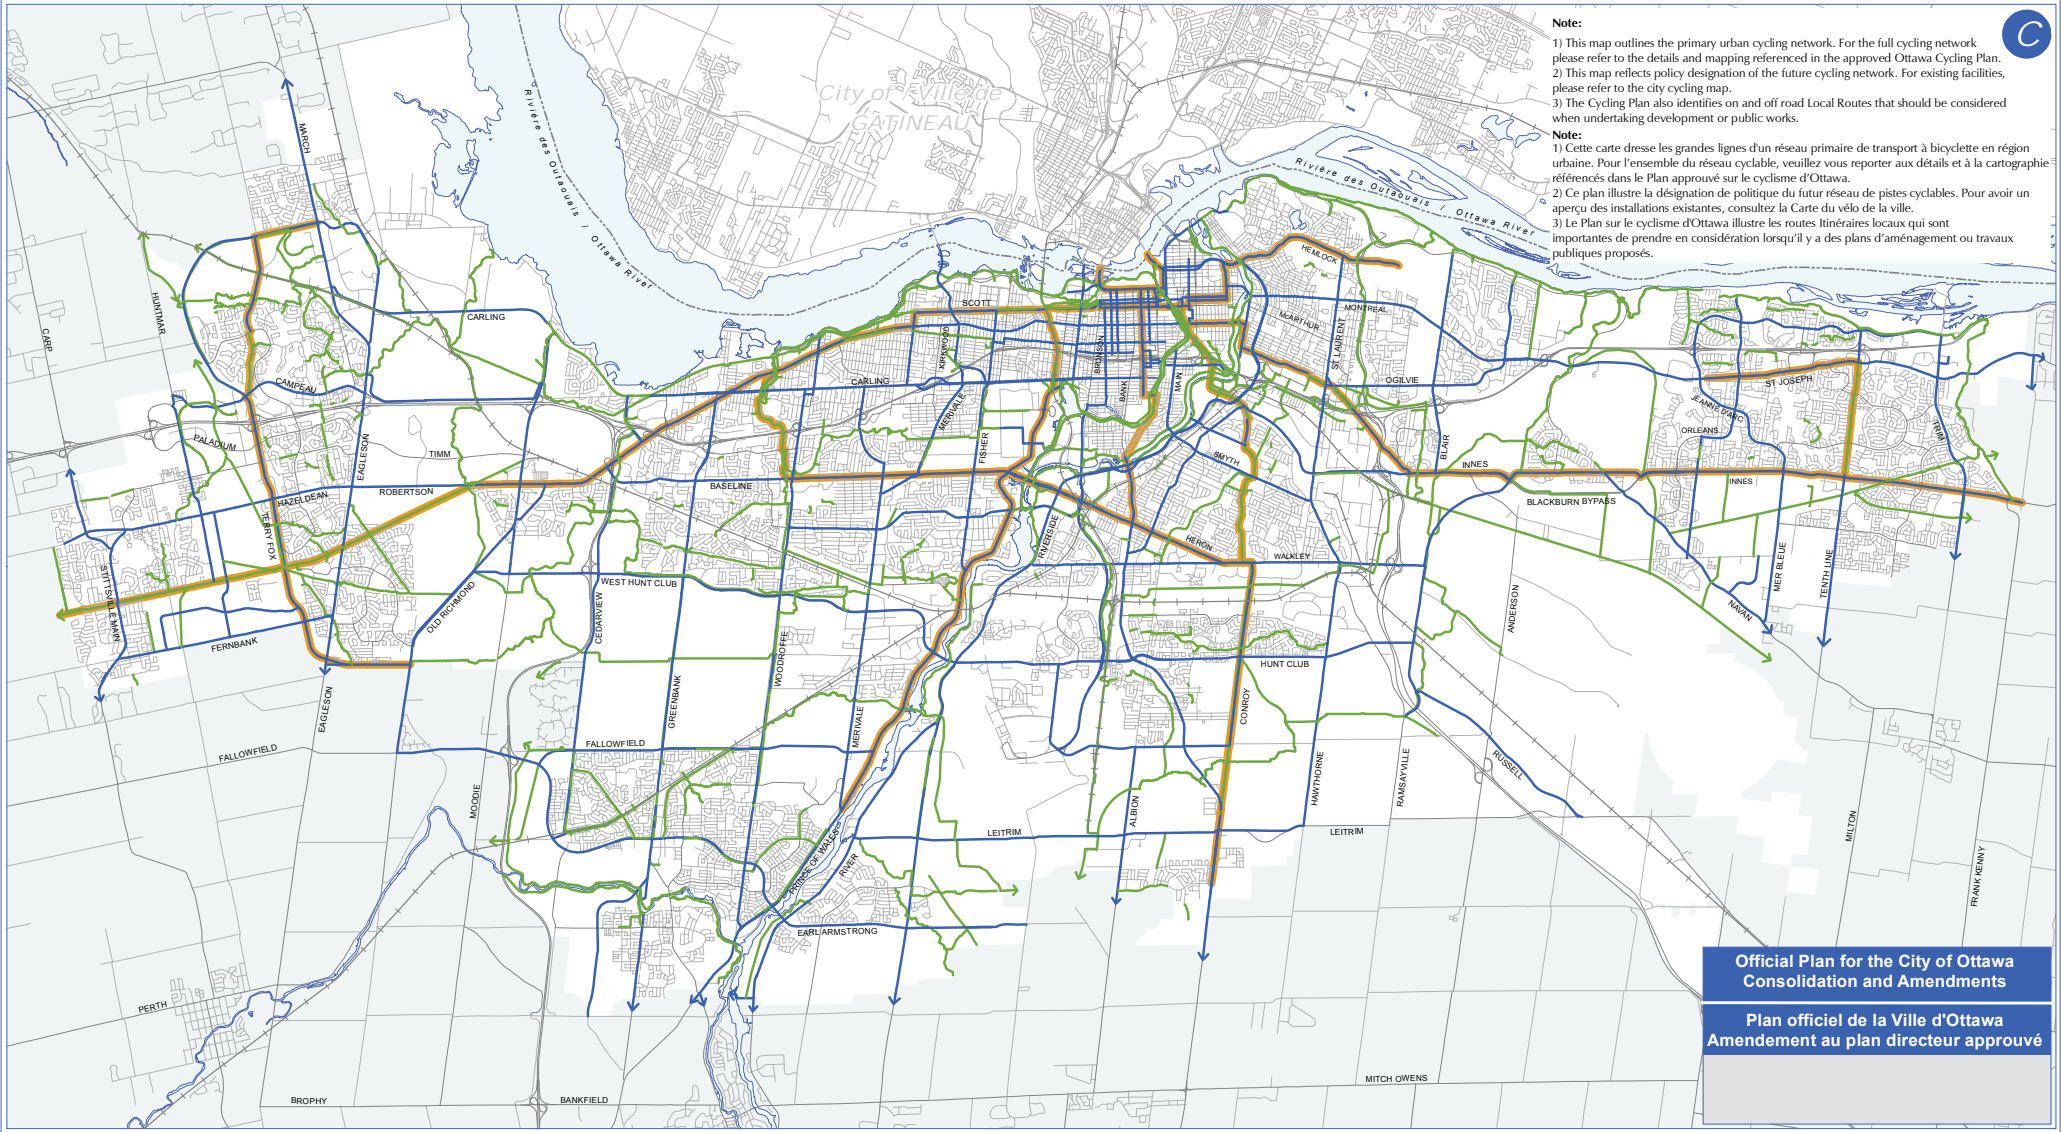 Note:
1) This map outlines the primary urban cycling network. For the full cycling network
please refer to the details and mapping referenced in the approved Ottawa Cycling Plan.
2) This map reflects policy designation of the future cycling network. For existing facilities,
please refer to the city cycling map.
3) The Cycling Plan also identifies on and off road Local Routes that should be considered
when undertaking development or public works.
Note:
1) Cette carte dresse les grandes lignes d'un réseau primaire de transport à bicyclette en région
urbaine. Pour l'ensemble du réseau cyclable, veuillez vous reporter aux détails et à la cartographie
référencés dans le Plan approuvé sur le cyclisme d'Ottawa.
2) Ce plan illustre la désignation de politique du futur réseau de pistes cyclables. Pour avoir un
aperçu des installations existantes, consultez la Carte du vélo de la ville.
3) Le Plan sur le cyclisme d'Ottawa illustre les routes Itinéraires locaux qui sont
importantes de prendre en considération lorsqu'il y a des plans d'aménagement ou travaux
publiques proposés.
C
City of / Ville de
GATINEAU
Rivière des Outaouais / Ottawa River
Rivière des Outaouais / Ottawa River
MARCH
HUNTMAR
CARP
CARLING
CAMPEAU
PALADIUM
EAGLESON
TIMM
HAZELDEAN
ROBERTSON
TERRY FOX
STITTSVILLE MAIN
FERNBANK
OLD RICHMOND
EAGLESON
FALLOWFIELD
MOODIE
PERTH
BROPHY
BANKFIELD
SCOTT
KIRKWOOD
CARLING
MERIVALE
FISHER
BASELINE
WEST HUNT CLUB
CEDARVIEW
GREENBANK
WOODROFFE
MERIVALE
FALLOWFIELD
PRINCE OF WALES
RIVER
EARL ARMSTRONG
BRONSON
BANK
MAIN
HEMLOCK
MONTREAL
MCARTHUR
ST LAURENT
OGILVIE
BLAIR
SMYTH
RIVERSIDE
HERON
WALKLEY
HUNT CLUB
CONROY
ALBION
LEITRIM
HAWTHORNE
RAMSAYVILLE
LEITRIM
RUSSELL
ANDERSON
INNES
BLACKBURN BYPASS
INNES
ST JOSEPH
JEANNE D'ARC
ORLEANS
TRIM
MER BLEUE
TENTH LINE
NAVAN
MILTON
FRANK KENNY
MITCH OWENS
Official Plan for the City of Ottawa
Consolidation and Amendments
Plan officiel de la Ville d'Ottawa
Amendement au plan directeur approuvé